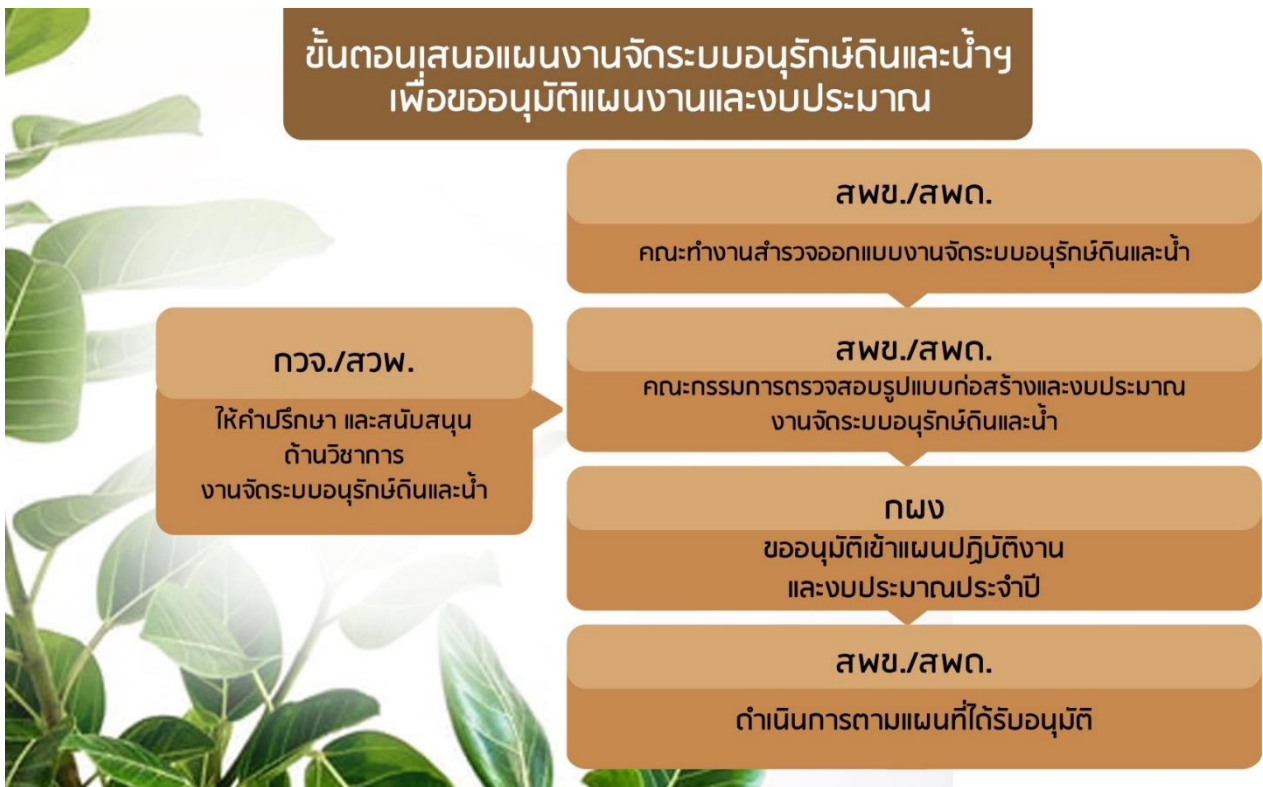 ขั้นตอนเสนอแผนงานจัดระบบอนุรักษ์ดินและน้ำฯ
เพื่อขออนุมัติแผนงานและงบประมาณ
สพข./สพด.
คณะทำงานสำรวจออกแบบงานจัดระบบอนุรักษ์ดินและน้ำ
กวจ./สวพ.
ให้คำปรึกษา และสนับสนุน
ด้านวิชาการ
งานจัดระบบอนุรักษ์ดินและน้ำ
สพข./สพด.
คณะกรรมการตรวจสอบรูปแบบก่อสร้างและงบประมาณ
งานจัดระบบอนุรักษ์ดินและน้ำ
กผง
ขออนุมัติเข้าแผนปฏิบัติงาน
และงบประมาณประจำปี
สพข./สพด.
ดำเนินการตามแผนที่ได้รับอนุมัติ